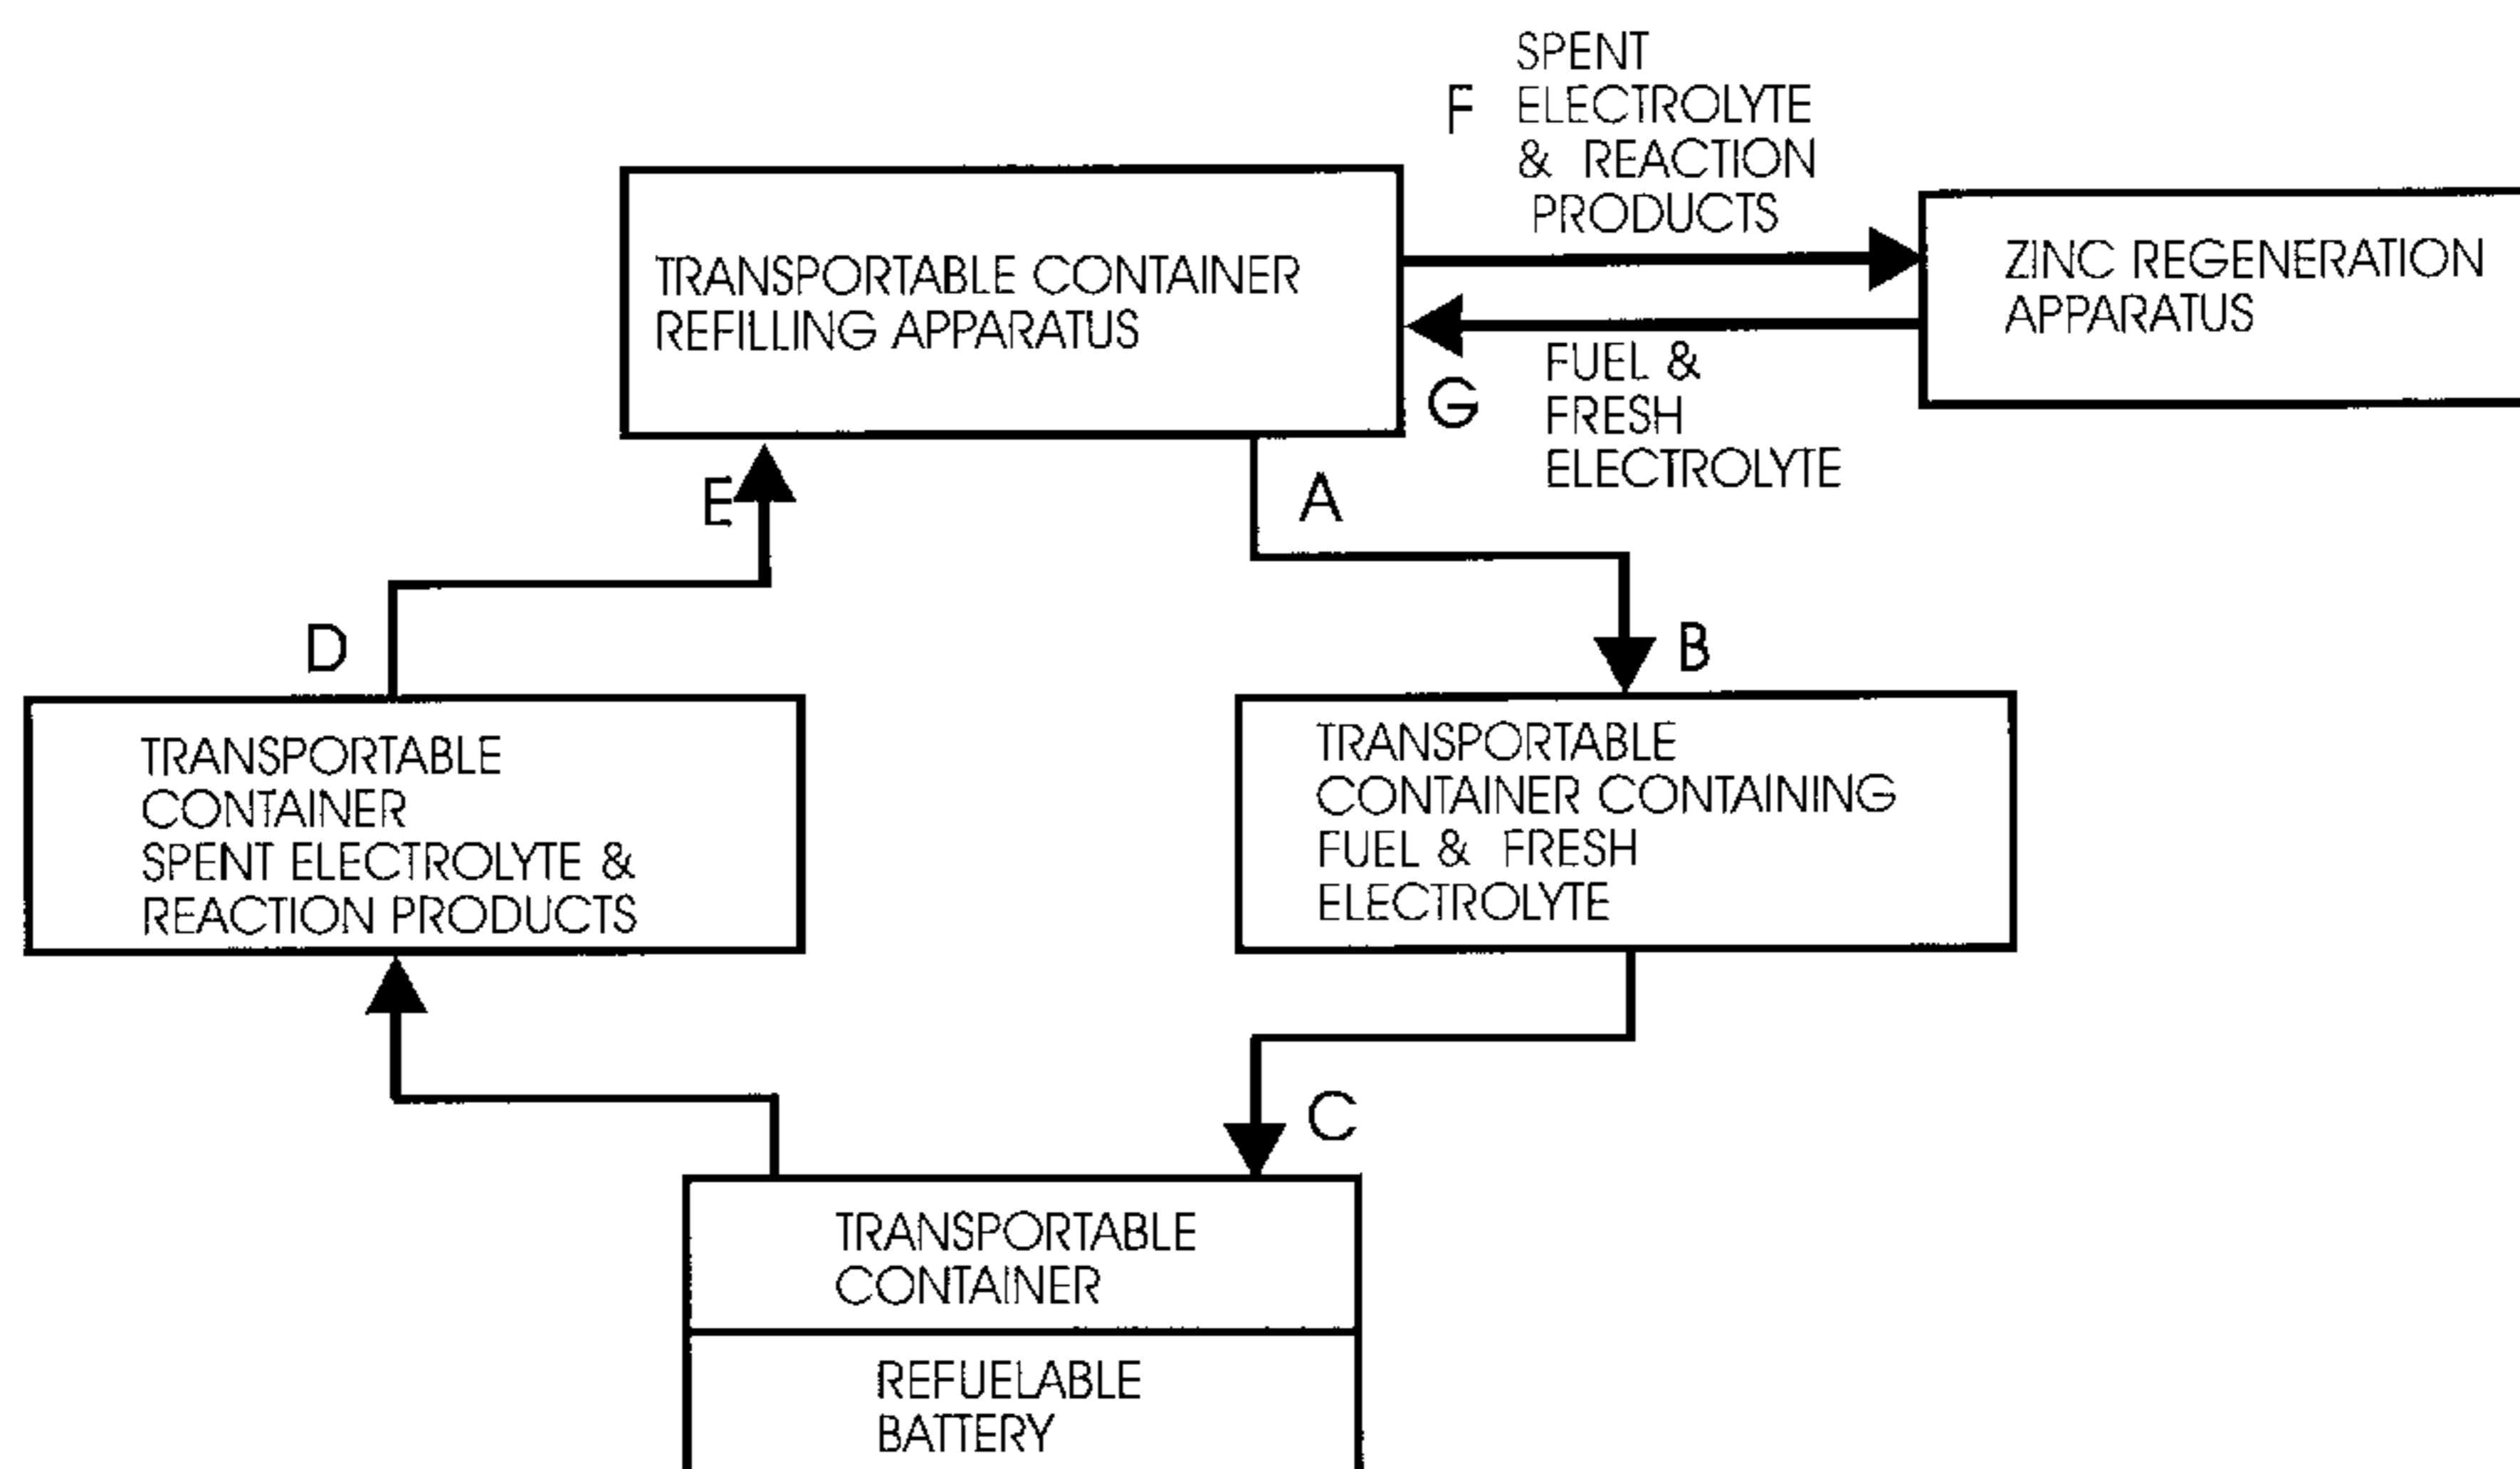 SPENT
F ELECTROLYTE
& REACTION
PRODUCTS
TRANSPORTABLE CONTAINER
REFILLING APPARATUS
ZINC REGENERATION
APPARATUS
FUEL &
G FRESH
ELECTROLYTE
E
A
D
B
TRANSPORTABLE
CONTAINER
SPENT ELECTROLYTE &
REACTION PRODUCTS
TRANSPORTABLE
CONTAINER CONTAINING
FUEL & FRESH
ELECTROLYTE
C
TRANSPORTABLE
CONTAINER
REFUELABLE
BATTERY